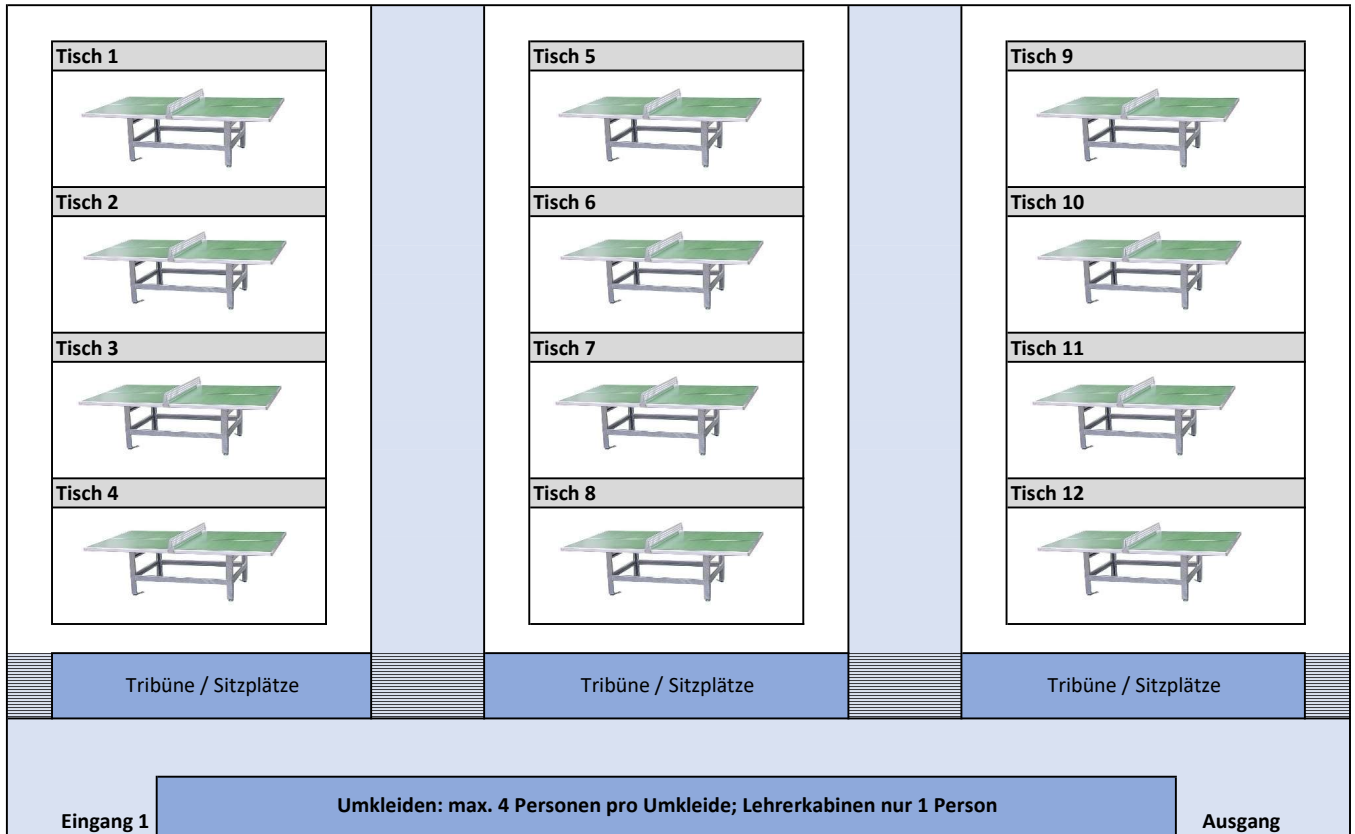 Tisch 1
Tisch 5
Tisch 9
Tisch 2
Tisch 6
Tisch 10
Tisch 3
Tisch 7
Tisch 11
Tisch 4
Tisch 8
Tisch 12
Tribüne / Sitzplätze
Tribüne / Sitzplätze
Tribüne / Sitzplätze
Umkleiden: max. 4 Personen pro Umkleide; Lehrerkabinen nur 1 Person
Eingang 1
Ausgang